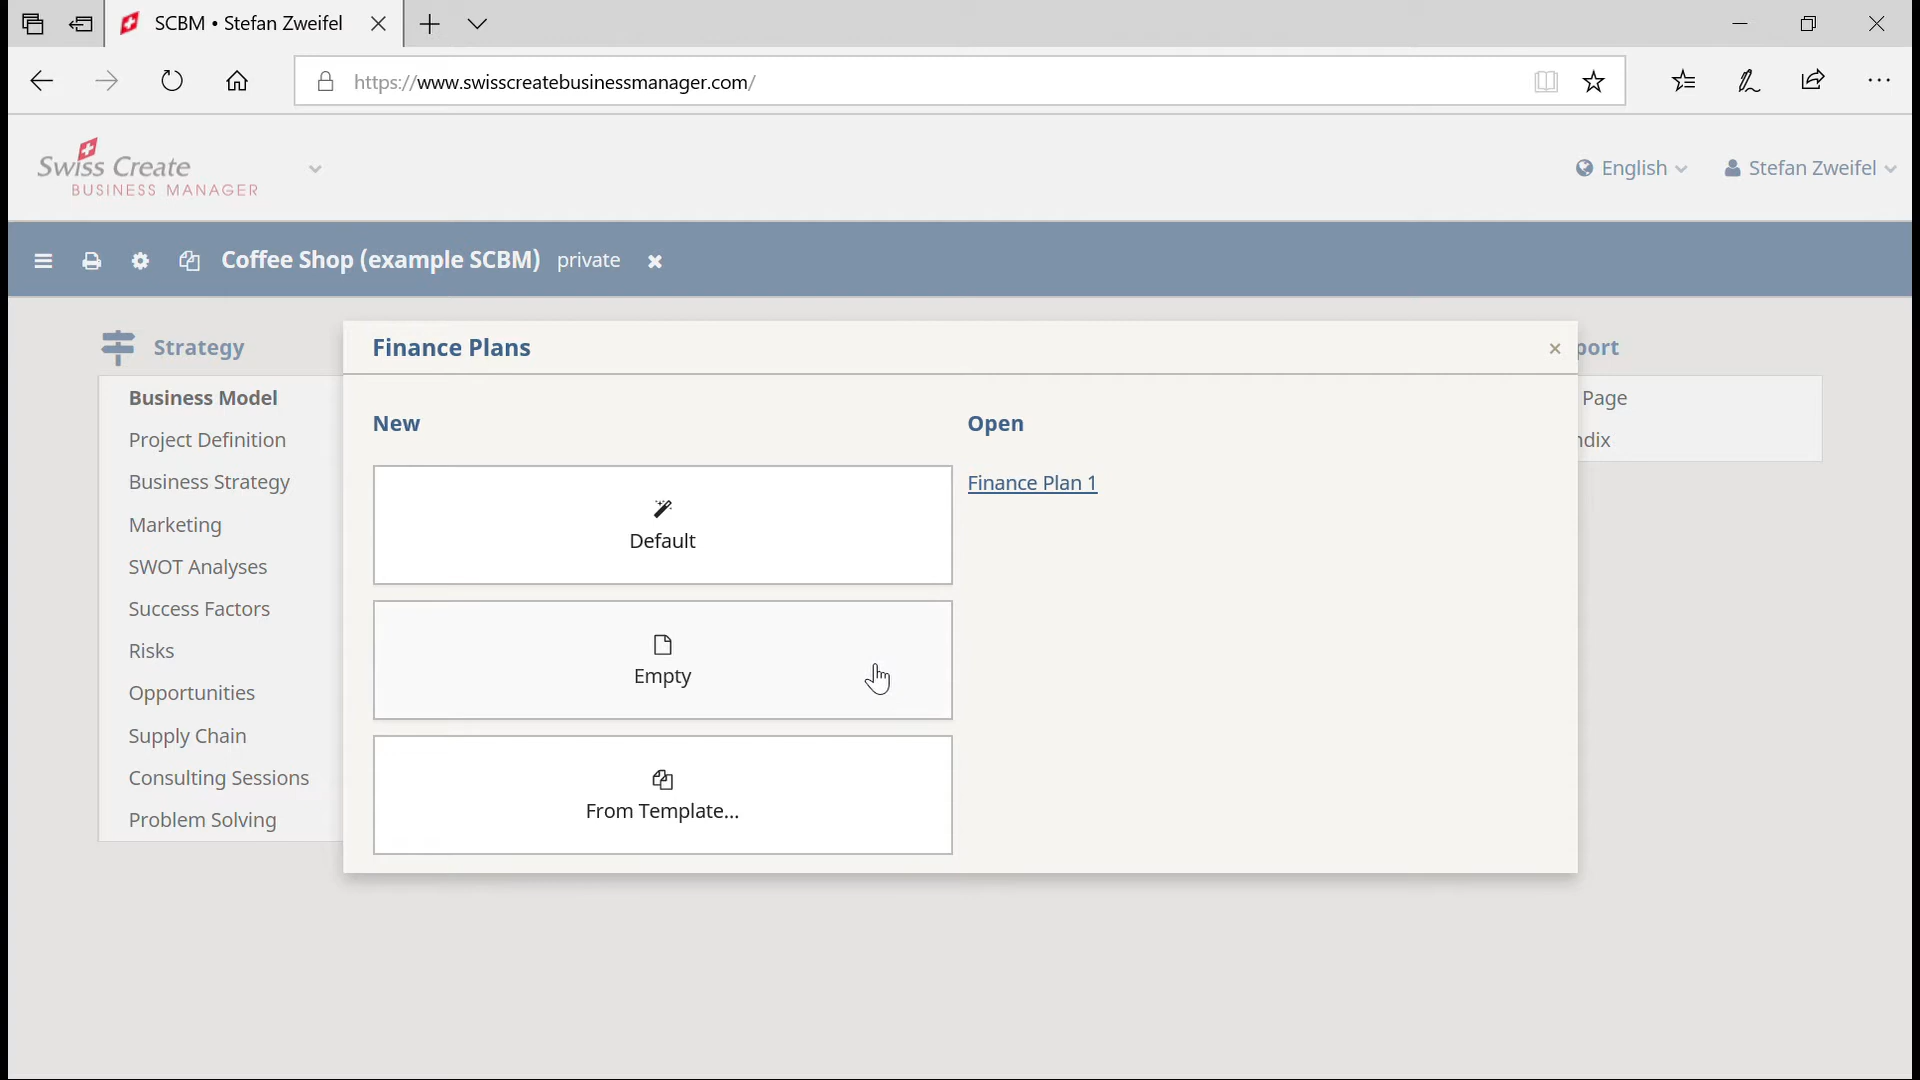 SCBM • Stefan Zweifel
https://www.swisscreatebusinessmanager.com/
Swiss Create
BUSINESS MANAGER
English
Stefan Zweifel
Coffee Shop (example SCBM) private
Strategy
Business Model
Project Definition
Business Strategy
Marketing
SWOT Analyses
Success Factors
Risks
Opportunities
Supply Chain
Consulting Sessions
Problem Solving
Finance Plans
New
Default
Empty
From Template...
Open
Finance Plan 1
port
Page
ndix